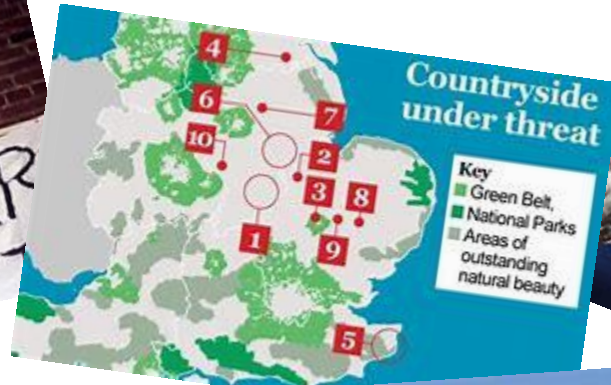 Countryside
under threat
4
6
7
10
2
3
8
1
9
5
Key
Green Belt,
National Parks
Areas of
outstanding
natural beauty